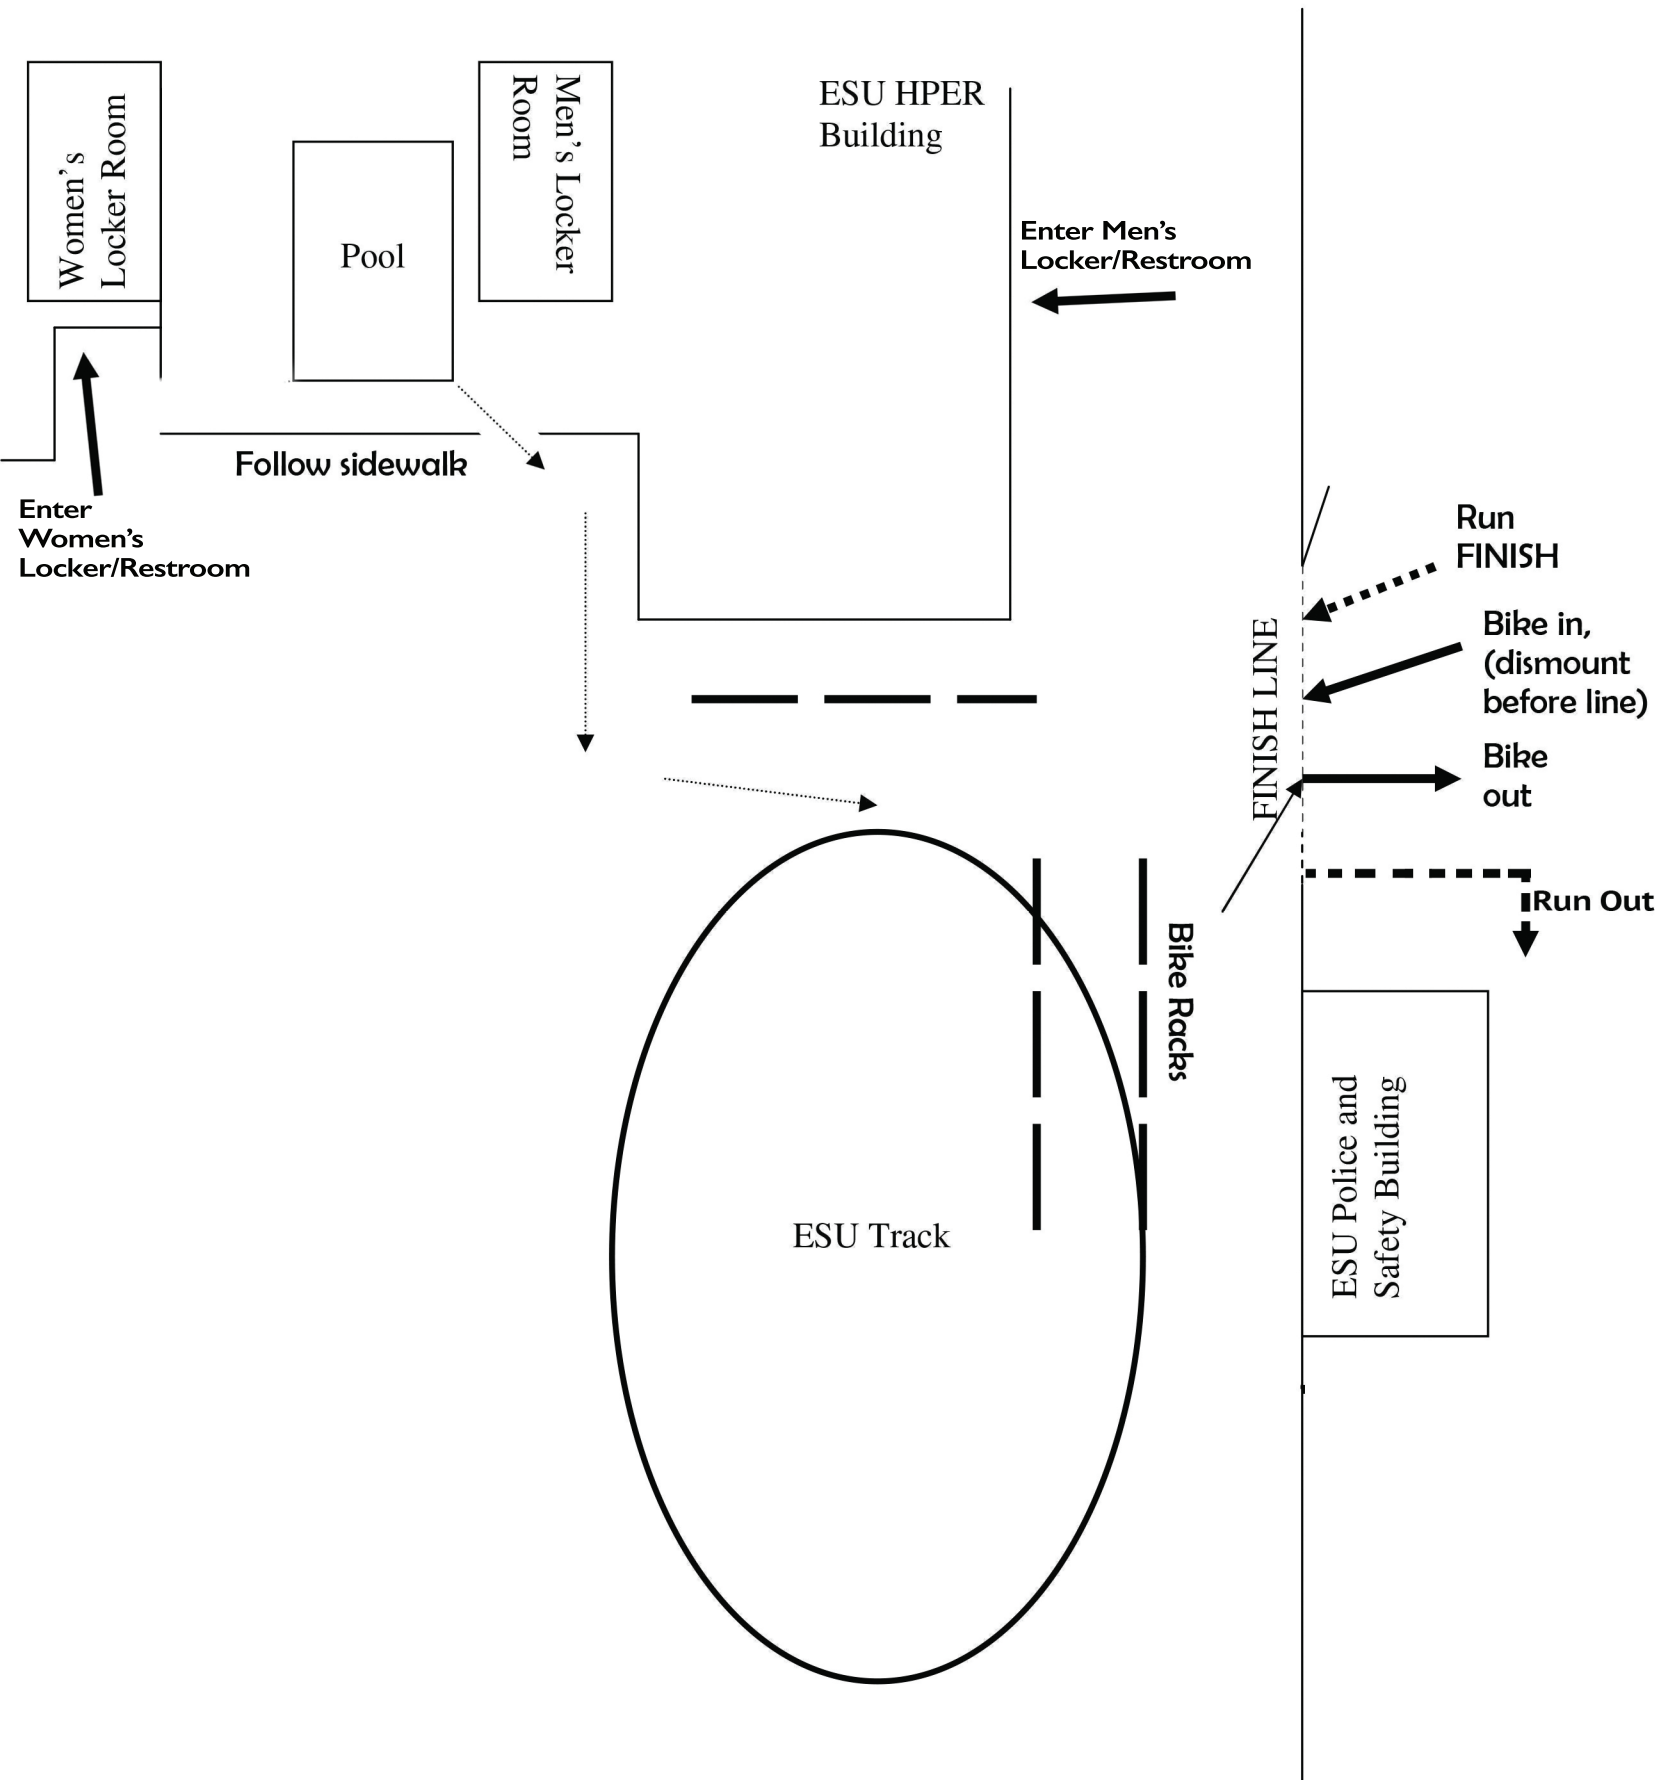 Women's
Locker Room
Pool
Men's Locker
Room
ESU HPER
Building
Enter Men's
Locker/Restroom
Follow sidewalk
Enter
Women's
Locker/Restroom
Run
FINISH
Bike in,
(dismount
before line)
FINISH LINE
Bike
out
Run Out
Bike Racks
ESU Track
ESU Police and
Safety Building